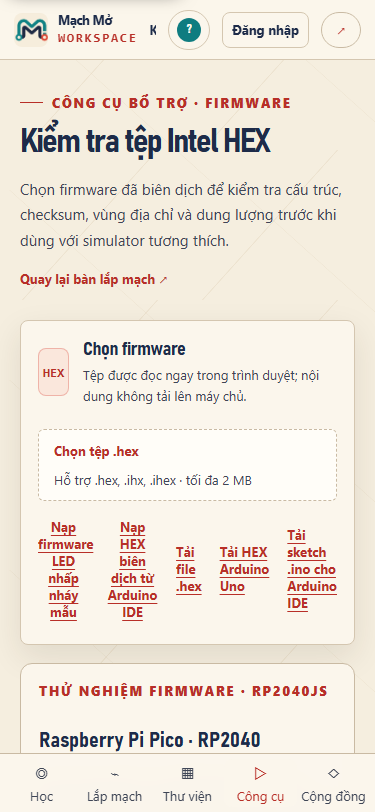 Mạch Mở
WORKSPACE
K
?
Đăng nhập
↗
CÔNG CỤ BỔ TRỢ · FIRMWARE
Kiểm tra tệp Intel HEX
Chọn firmware đã biên dịch để kiểm tra cấu trúc,
checksum, vùng địa chỉ và dung lượng trước khi
dùng với simulator tương thích.
Quay lại bàn lắp mạch ↗
HEX
Chọn firmware
Tệp được đọc ngay trong trình duyệt; nội
dung không tải lên máy chủ.
Chọn tệp .hex
Hỗ trợ .hex, .ihx, .ihex · tối đa 2 MB
Nạp
firmware
LED
nhấp
nháy
mẫu
Nạp
HEX
biên
dịch từ
Arduino
IDE
Tải
file
.hex
Tải HEX
Arduino
Uno
Tải
sketch
.ino cho
Arduino
IDE
THỬ NGHIỆM FIRMWARE · RP2040JS
Raspberry Pi Pico · RP2040
Học
Lắp mạch
Thư viện
Công cụ
Cộng đồng